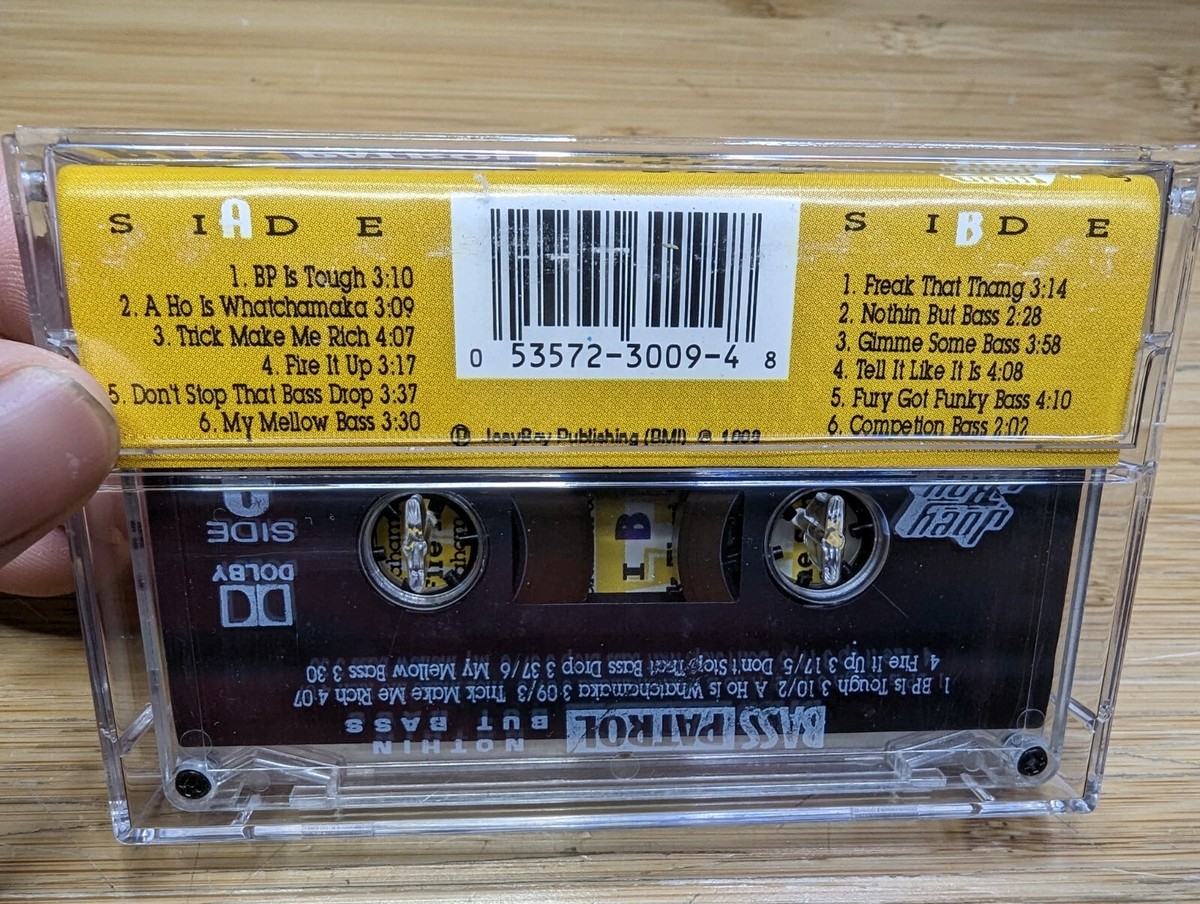 SIDE A
1. BP Is Tough 3:10
2. A Ho Is Whatchamaka 3:09
3. Trick Make Me Rich 4:07
4. Fire It Up 3:17
5. Don't Stop That Bass Drop 3:37
6. My Mellow Bass 3:30
0 53572-3009-4 8
℗ JoeyBoy Publishing (BMI) ©
SIDE B
1. Freak That Thang 3:14
2. Nothin But Bass 2:28
3. Gimme Some Bass 3:58
4. Tell It Like It Is 4:08
5. Fury Got Funky Bass 4:10
6. Competion Bass 2:02
BASS PATROL
NOTHIN
BUT BASS
1. BP Is Tough 3 10/2 A Ho Is Whatchamaka 3 09/3 Trick Make Me Rich 4 07
4 Fire It Up 3 17/5 Don't Stop That Bass Drop 3 37/6 My Mellow Bass 3 30
DOLBY
SIDE
JOEY
B